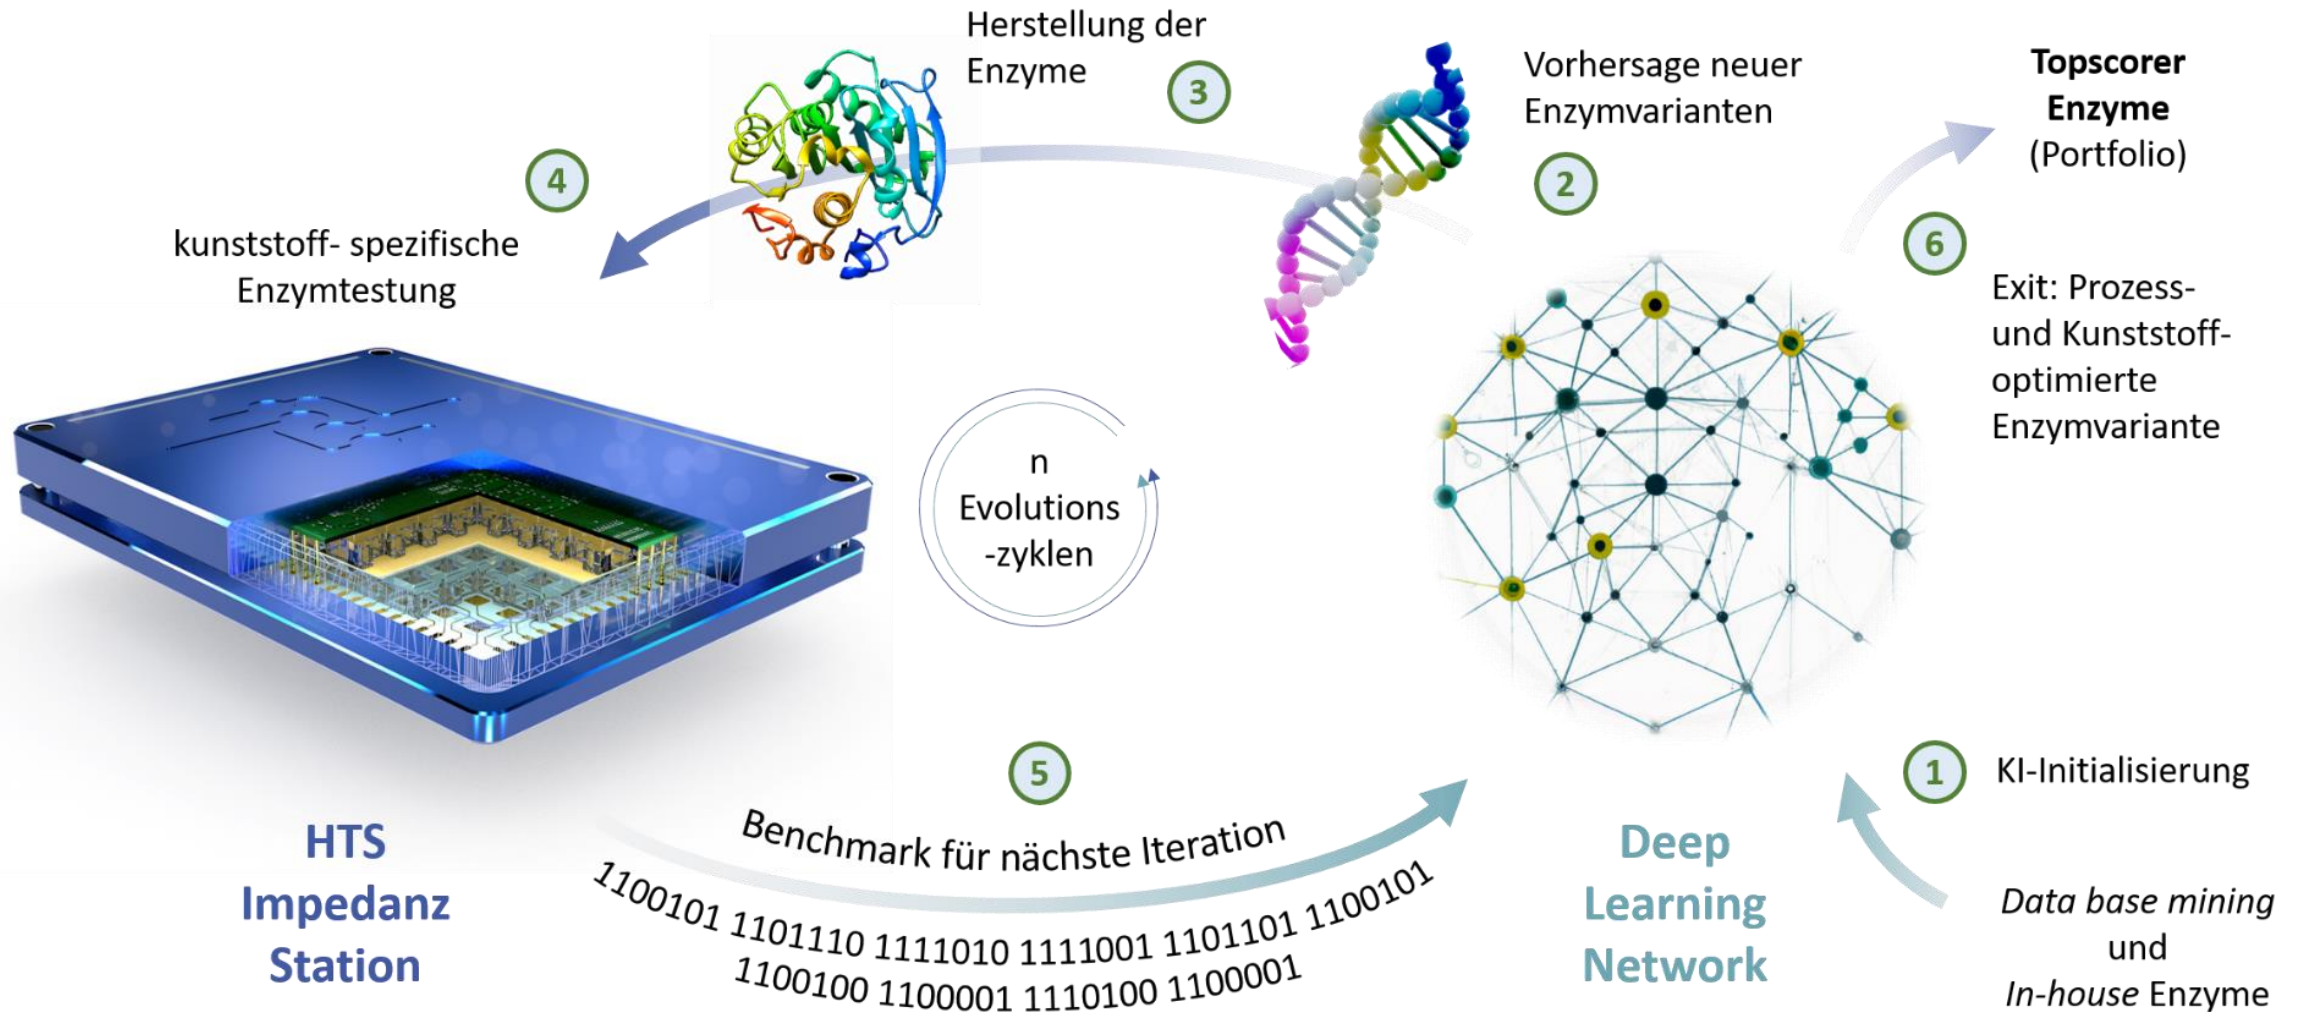 Herstellung der
Enzyme
3
Vorhersage neuer
Enzymvarianten
2
Topscorer
Enzyme
(Portfolio)
4
kunststoff- spezifische
Enzymtestung
6
Exit: Prozess-
und Kunststoff-
optimierte
Enzymvariante
n
Evolutions
-zyklen
5
Benchmark für nächste Iteration
1100101 1101110 1111010 1111001 1101101 1100101
1100100 1100001 1110100 1100001
1
KI-Initialisierung
HTS
Impedanz
Station
Deep
Learning
Network
Data base mining
und
In-house Enzyme